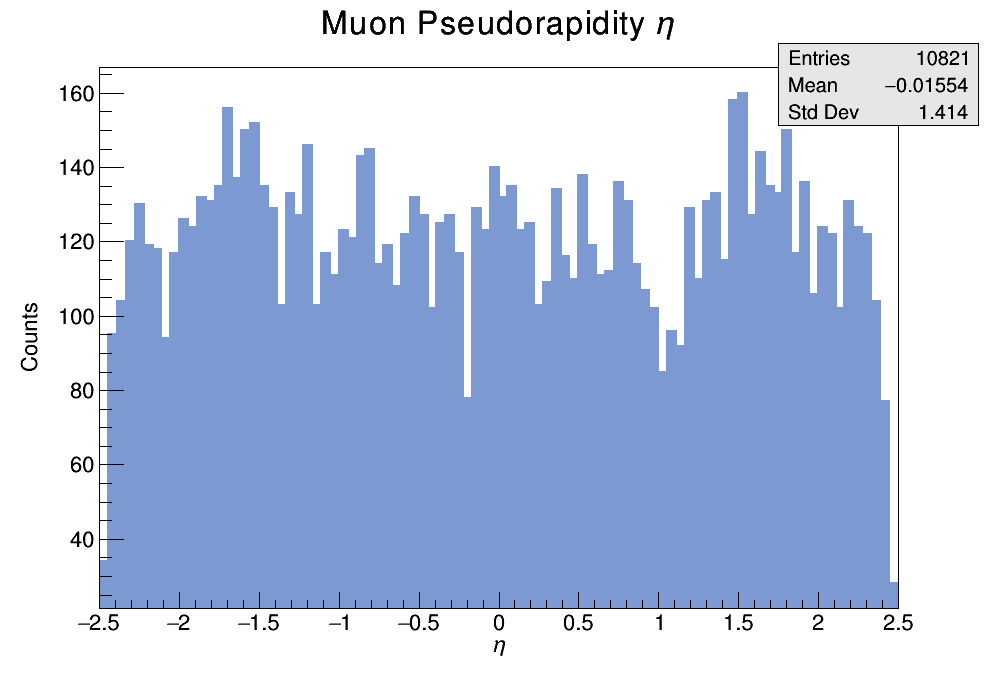 Muon Pseudorapidity η
Entries 10821
Mean −0.01554
Std Dev 1.414
160
140
120
100
80
60
40
Counts
−2.5 −2 −1.5 −1 −0.5 0 0.5 1 1.5 2 2.5
η